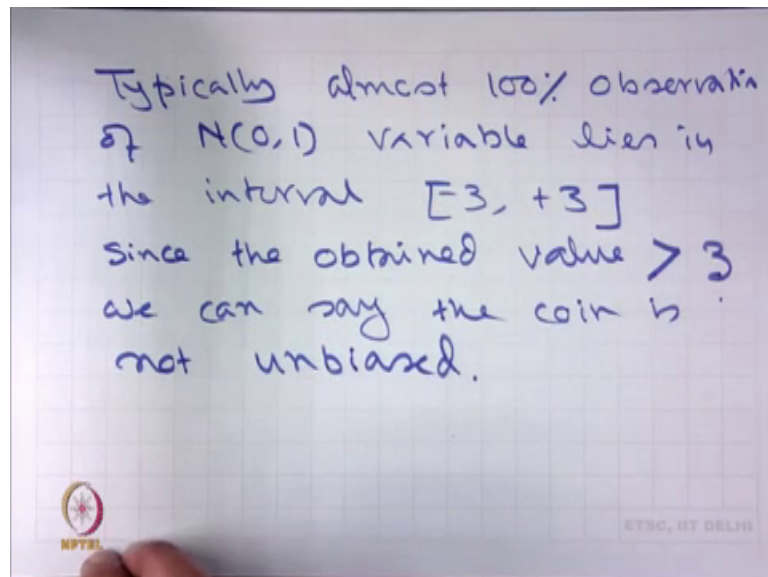 Typically almost 100% observatin
of N(0,1) variable lies in
the interval [-3, +3]
Since the obtained value > 3
we can say the coin is
not unbiased.
NPTEL
ETSC, IIT DELHI